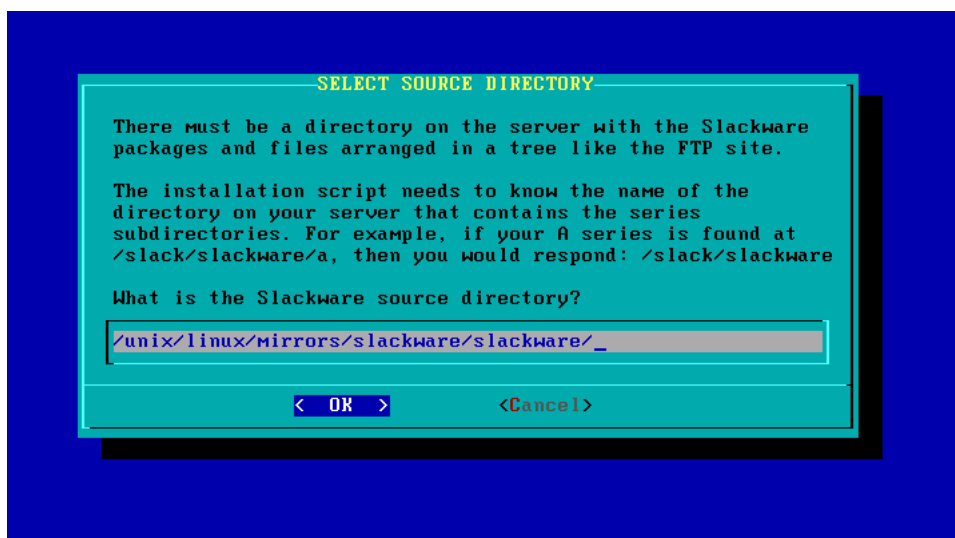 SELECT SOURCE DIRECTORY
There must be a directory on the server with the Slackware
packages and files arranged in a tree like the FTP site.
The installation script needs to know the name of the
directory on your server that contains the series
subdirectories. For example, if your A series is found at
/slack/slackware/a, then you would respond: /slack/slackware
What is the Slackware source directory?
/unix/linux/mirrors/slackware/slackware/_
< OK > <Cancel>